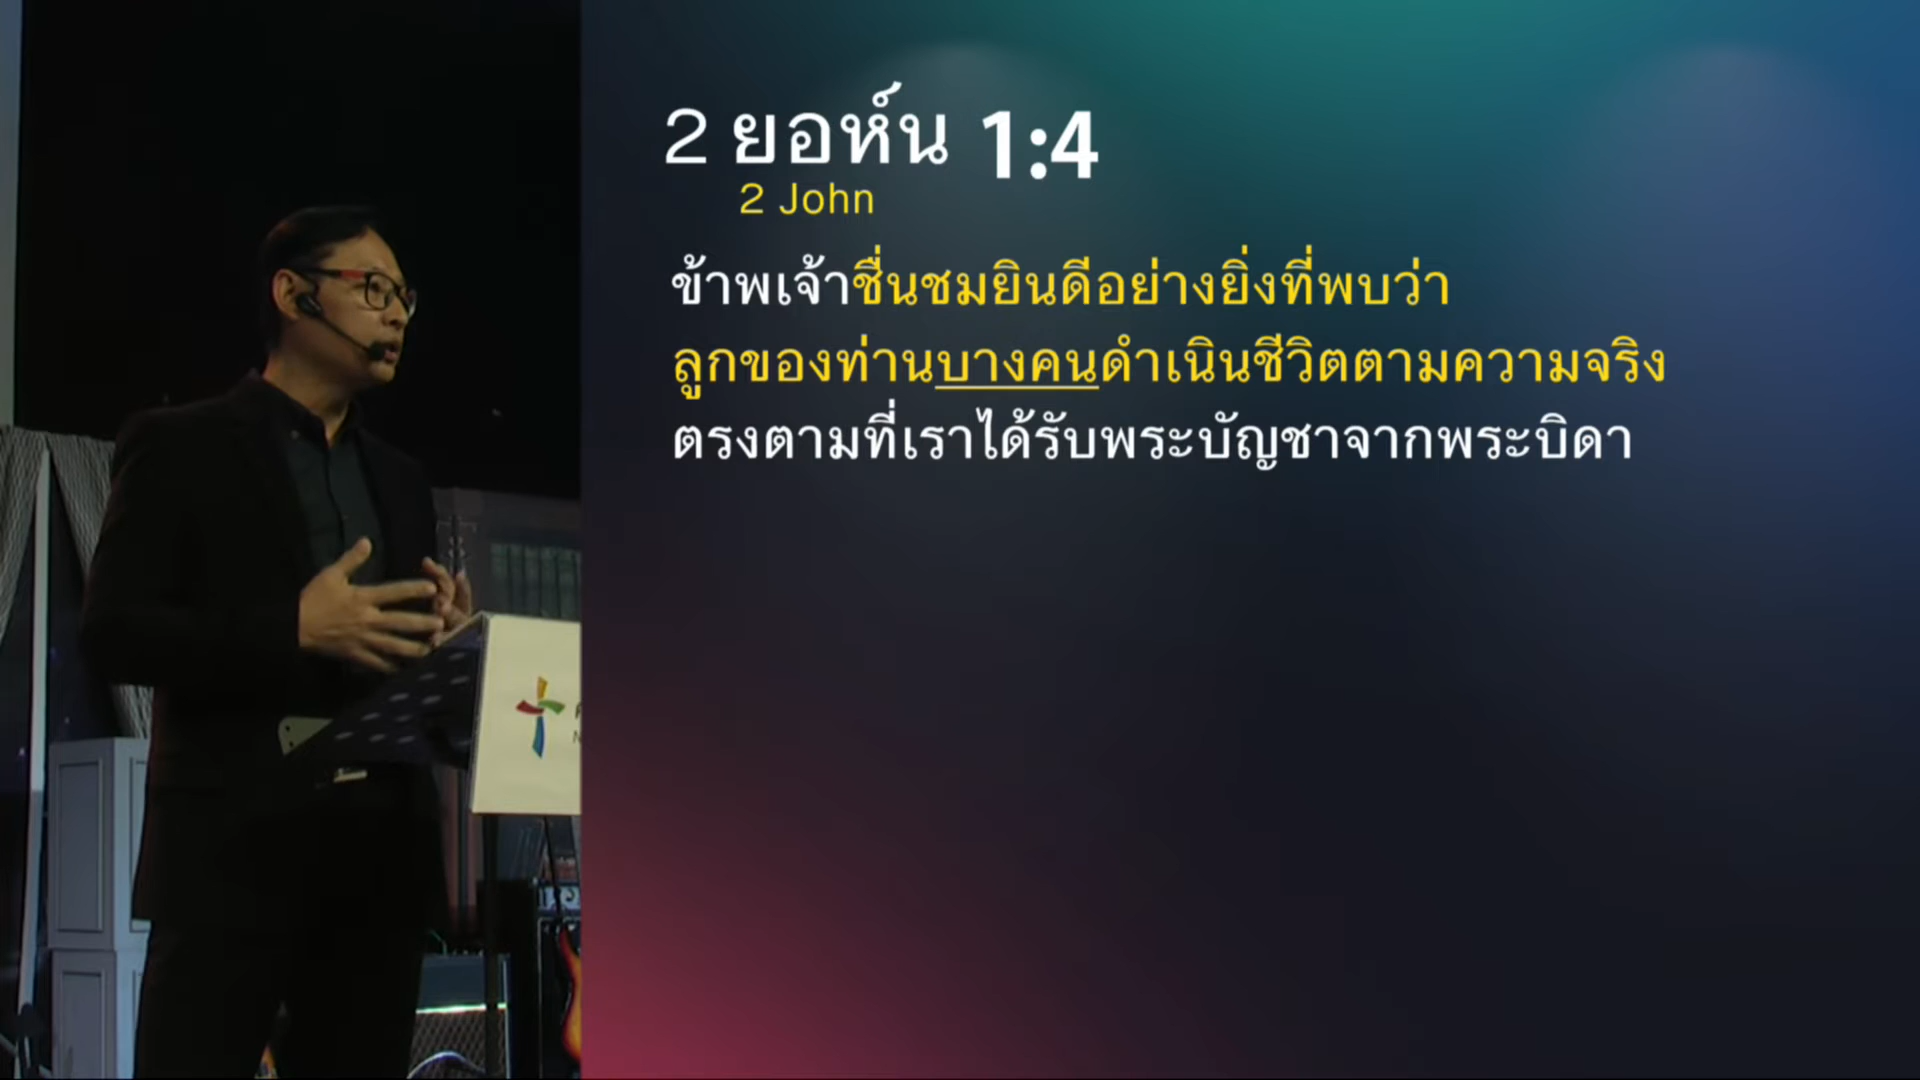 2 ยอห์น 1:4
2 John
ข้าพเจ้าชื่นชมยินดีอย่างยิ่งที่พบว่า
ลูกของท่านบางคนดำเนินชีวิตตามความจริง
ตรงตามที่เราได้รับพระบัญชาจากพระบิดา